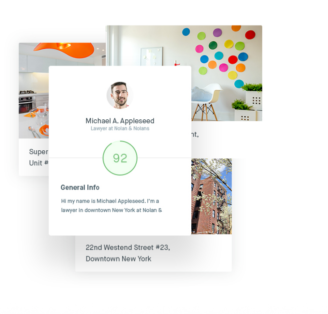 Michael A. Appleseed
Lawyer at Nolan & Nolans
nt,
92
Super
Unit #
General Info
Hi my name is Michael Appleseed. I'm a
lawyer in downtown New York at Nolan &
22nd Westend Street #23,
Downtown New York